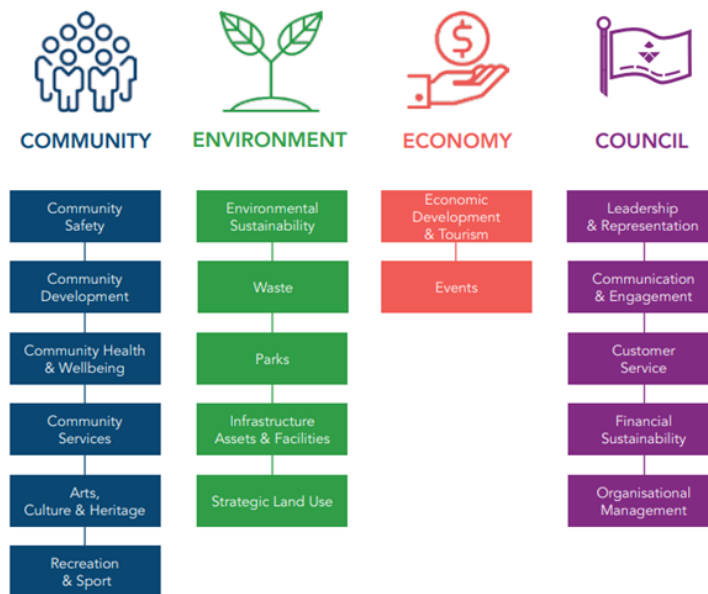 COMMUNITY
Community
Safety
Community
Development
Community Health
& Wellbeing
Community
Services
Arts,
Culture & Heritage
Recreation
& Sport
ENVIRONMENT
Environmental
Sustainability
Waste
Parks
Infrastructure
Assets & Facilities
Strategic Land Use
$
ECONOMY
Economic
Development
& Tourism
Events
COUNCIL
Leadership
& Representation
Communication
& Engagement
Customer
Service
Financial
Sustainability
Organisational
Management